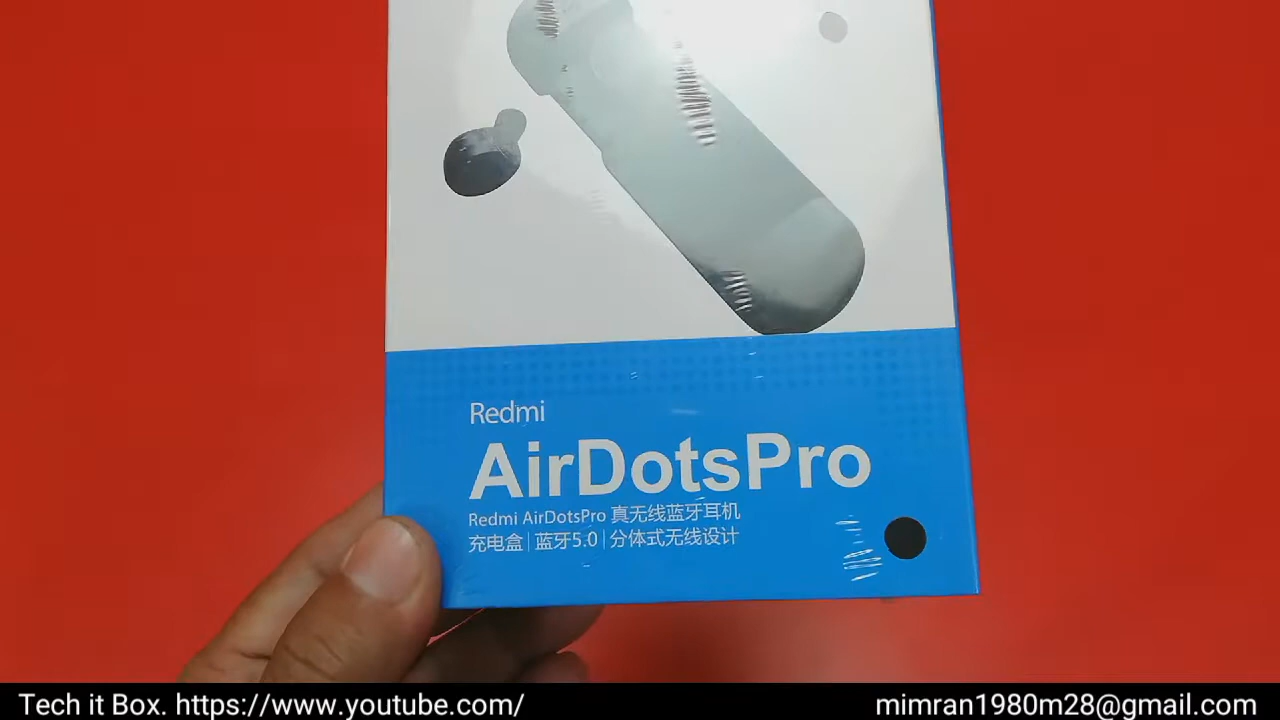 Redmi
AirDotsPro
Redmi AirDotsPro 真无线蓝牙耳机
充电盒|蓝牙5.0|分体式无线设计
Tech it Box. https://www.youtube.com/
mimran1980m28@gmail.com